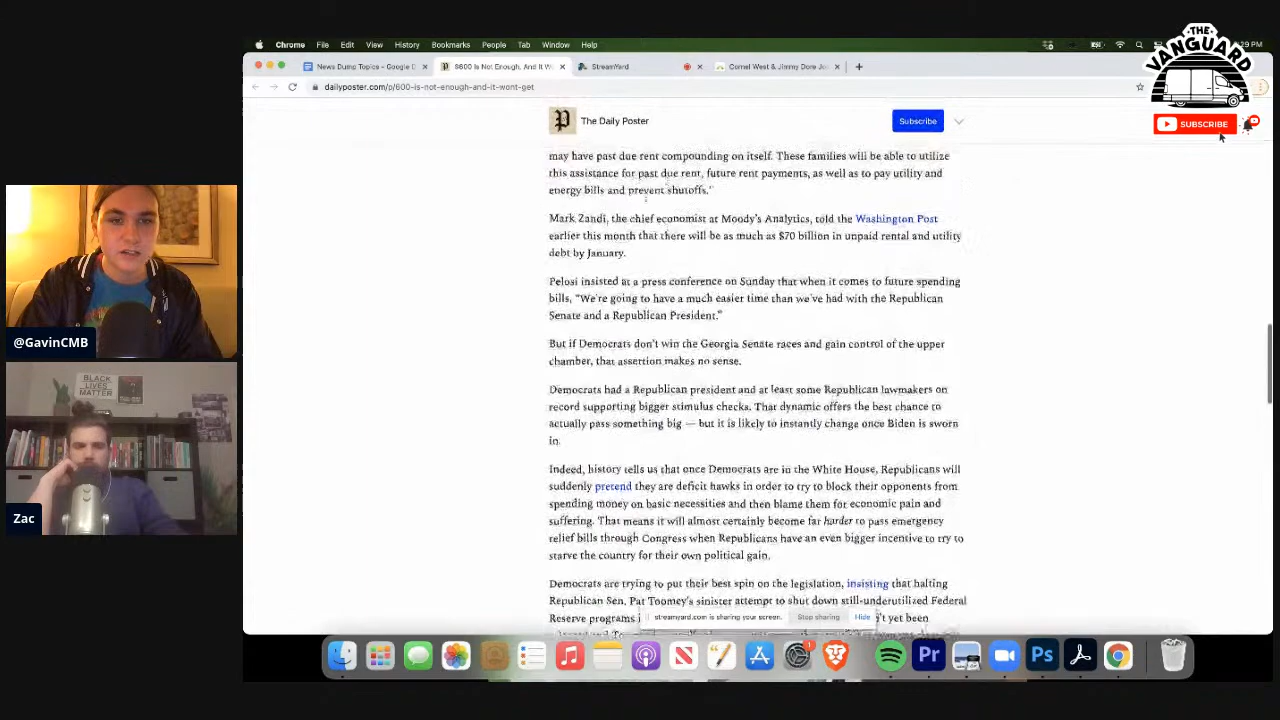 Chrome File Edit View History Bookmarks People Tab Window Help
News Dump Topics - Google D
$600 Is Not Enough, And It W
StreamYard
Cornel West & Jimmy Dore Jo
dailyposter.com/p/600-is-not-enough-and-it-wont-get
THE
VANGUARD
SUBSCRIBE
P The Daily Poster
Subscribe
may have past due rent compounding on itself. These families will be able to utilize
this assistance for past due rent, future rent payments, as well as to pay utility and
energy bills and prevent shutoffs."
Mark Zandi, the chief economist at Moody's Analytics, told the Washington Post
earlier this month that there will be as much as $70 billion in unpaid rental and utility
debt by January.
Pelosi insisted at a press conference on Sunday that when it comes to future spending
bills, "We're going to have a much easier time than we've had with the Republican
Senate and a Republican President."
But if Democrats don't win the Georgia Senate races and gain control of the upper
chamber, that assertion makes no sense.
Democrats had a Republican president and at least some Republican lawmakers on
record supporting bigger stimulus checks. That dynamic offers the best chance to
actually pass something big — but it is likely to instantly change once Biden is sworn
in.
Indeed, history tells us that once Democrats are in the White House, Republicans will
suddenly pretend they are deficit hawks in order to try to block their opponents from
spending money on basic necessities and then blame them for economic pain and
suffering. That means it will almost certainly become far harder to pass emergency
relief bills through Congress when Republicans have an even bigger incentive to try to
starve the country for their own political gain.
Democrats are trying to put their best spin on the legislation, insisting that halting
Republican Sen. Pat Toomey's sinister attempt to shut down still-underutilized Federal
Reserve programs
't yet been
streamyard.com is sharing your screen. Stop sharing Hide
@GavinCMB
BLACK
LIVES
MATTER
Zac
Pr
Ps